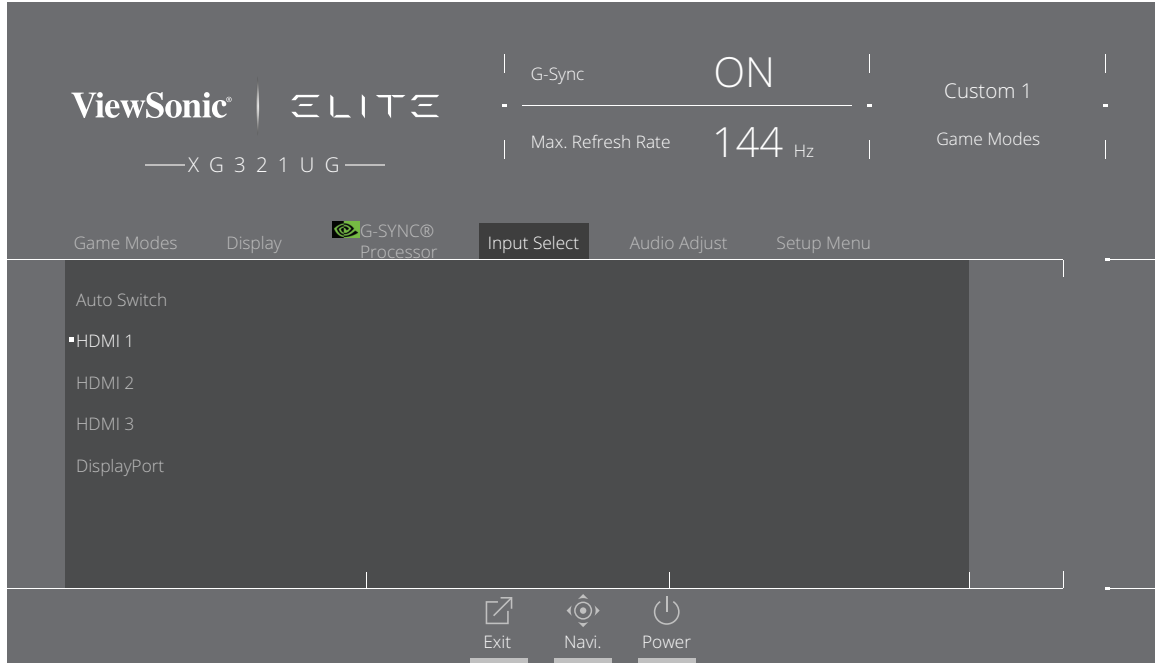 ViewSonic® ELITE
XG321UG
G-Sync ON
Max. Refresh Rate 144 Hz
Custom 1
Game Modes
Game Modes
Display
G-SYNC®
Processor
Input Select
Audio Adjust
Setup Menu
Auto Switch
HDMI 1
HDMI 2
HDMI 3
DisplayPort
Exit
Navi.
Power